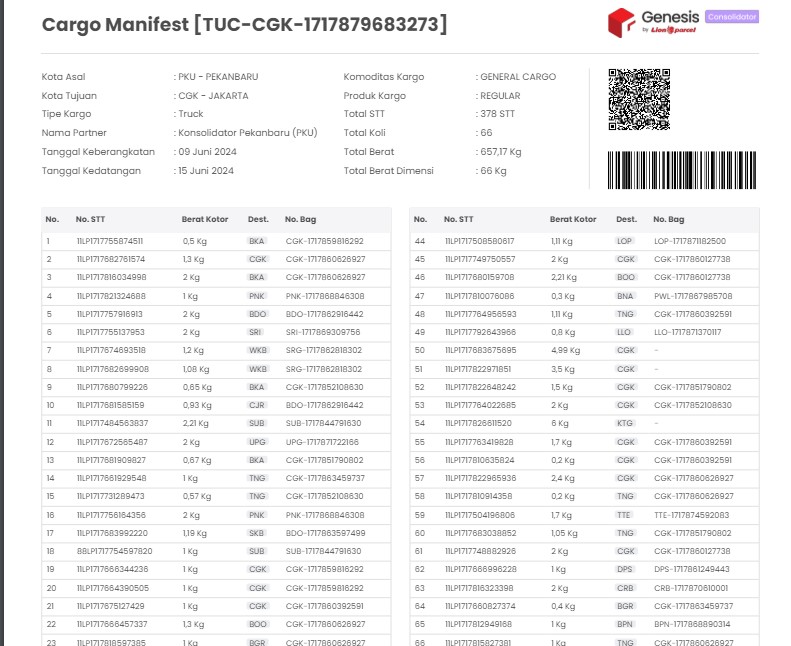 Cargo Manifest [TUC-CGK-1717879683273]
Genesis
by Lion parcel
Consolidator
Kota Asal : PKU - PEKANBARU
Kota Tujuan : CGK - JAKARTA
Tipe Kargo : Truck
Nama Partner : Konsolidator Pekanbaru (PKU)
Tanggal Keberangkatan : 09 Juni 2024
Tanggal Kedatangan : 15 Juni 2024
Komoditas Kargo : GENERAL CARGO
Produk Kargo : REGULAR
Total STT : 378 STT
Total Koli : 66
Total Berat : 657,17 Kg
Total Berat Dimensi : 66 Kg
No. No. STT Berat Kotor Dest. No. Bag
1 11LP1717755874511 0,5 Kg BKA CGK-1717859816292
2 11LP1717682761574 1,3 Kg CGK CGK-1717860626927
3 11LP1717816034998 2 Kg BKA CGK-1717860626927
4 11LP1717821324688 1 Kg PNK PNK-1717868846308
5 11LP1717757916913 2 Kg BDO BDO-1717862916442
6 11LP1717755137953 2 Kg SRI SRI-1717869309756
7 11LP1717674693518 1,2 Kg WKB SRG-1717862818302
8 11LP1717682699908 1,08 Kg WKB SRG-1717862818302
9 11LP1717680799226 0,65 Kg BKA CGK-1717852108630
10 11LP1717681585159 0,93 Kg CJR BDO-1717862916442
11 11LP1717484563837 2,21 Kg SUB SUB-1717844791630
12 11LP1717672565487 2 Kg UPG UPG-1717871722166
13 11LP1717681909827 0,67 Kg BKA CGK-1717851790802
14 11LP1717661929548 1 Kg TNG CGK-1717863459737
15 11LP1717731289473 0,57 Kg TNG CGK-1717852108630
16 11LP1717756164356 2 Kg PNK PNK-1717868846308
17 11LP1717683992220 1,19 Kg SKB BDO-1717863597499
18 88LP1717754597820 1 Kg SUB SUB-1717844791630
19 11LP1717666344236 1 Kg CGK CGK-1717859816292
20 11LP1717664390505 1 Kg CGK CGK-1717859816292
21 11LP1717675127429 1 Kg CGK CGK-1717860392591
22 11LP1717666457337 1,3 Kg BOO CGK-1717860626927
23 11LP1717818597385 1 Kg BGR CGK-1717860626927
No. No. STT Berat Kotor Dest. No. Bag
44 11LP1717508580617 1,11 Kg LOP LOP-1717871182500
45 11LP1717749750557 2 Kg CGK CGK-1717860127738
46 11LP1717680159708 2,21 Kg BOO CGK-1717860127738
47 11LP1717810076086 0,3 Kg BNA PWL-1717867985708
48 11LP1717764956593 1,11 Kg TNG CGK-1717860392591
49 11LP1717792643966 0,8 Kg LLO LLO-1717871370117
50 11LP1717683675695 4,99 Kg CGK -
51 11LP1717822971851 3,5 Kg CGK -
52 11LP1717822648242 1,5 Kg CGK CGK-1717851790802
53 11LP1717764022685 2 Kg CGK CGK-1717852108630
54 11LP1717826611520 6 Kg KTG -
55 11LP1717763419828 1,7 Kg CGK CGK-1717860392591
56 11LP1717810635824 0,2 Kg CGK CGK-1717860392591
57 11LP1717822965936 2,4 Kg CGK CGK-1717860626927
58 11LP1717810914358 0,2 Kg TNG CGK-1717860626927
59 11LP1717504196806 1,7 Kg TTE TTE-1717874592083
60 11LP1717683038852 1,05 Kg TNG CGK-1717851790802
61 11LP1717748882926 2 Kg CGK CGK-1717860127738
62 11LP1717666996228 1 Kg DPS DPS-1717861249443
63 11LP1717816323398 2 Kg CRB CRB-1717870610001
64 11LP1717660827374 0,4 Kg BGR CGK-1717863459737
65 11LP1717812949168 1 Kg BPN BPN-1717868890314
66 11LP1717815827381 1 Kg TNG CGK-1717860626927